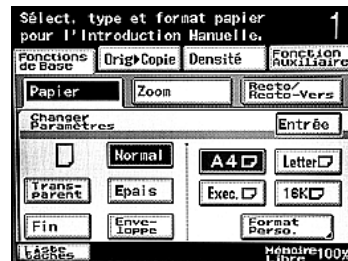 Sélect. type et format papier
pour l'Introduction Manuelle. 1
Fonctions de Base Orig▸Copie Densité Fonction Auxiliaire
Papier Zoom Recto/ Recto-Vers
Changer Paramètres Entrée
Normal A4 Letter
Trans- parent Epais Exec. 16K
Fin Enve- loppe Format Perso.
Liste tâches Mémoire Libre 100%